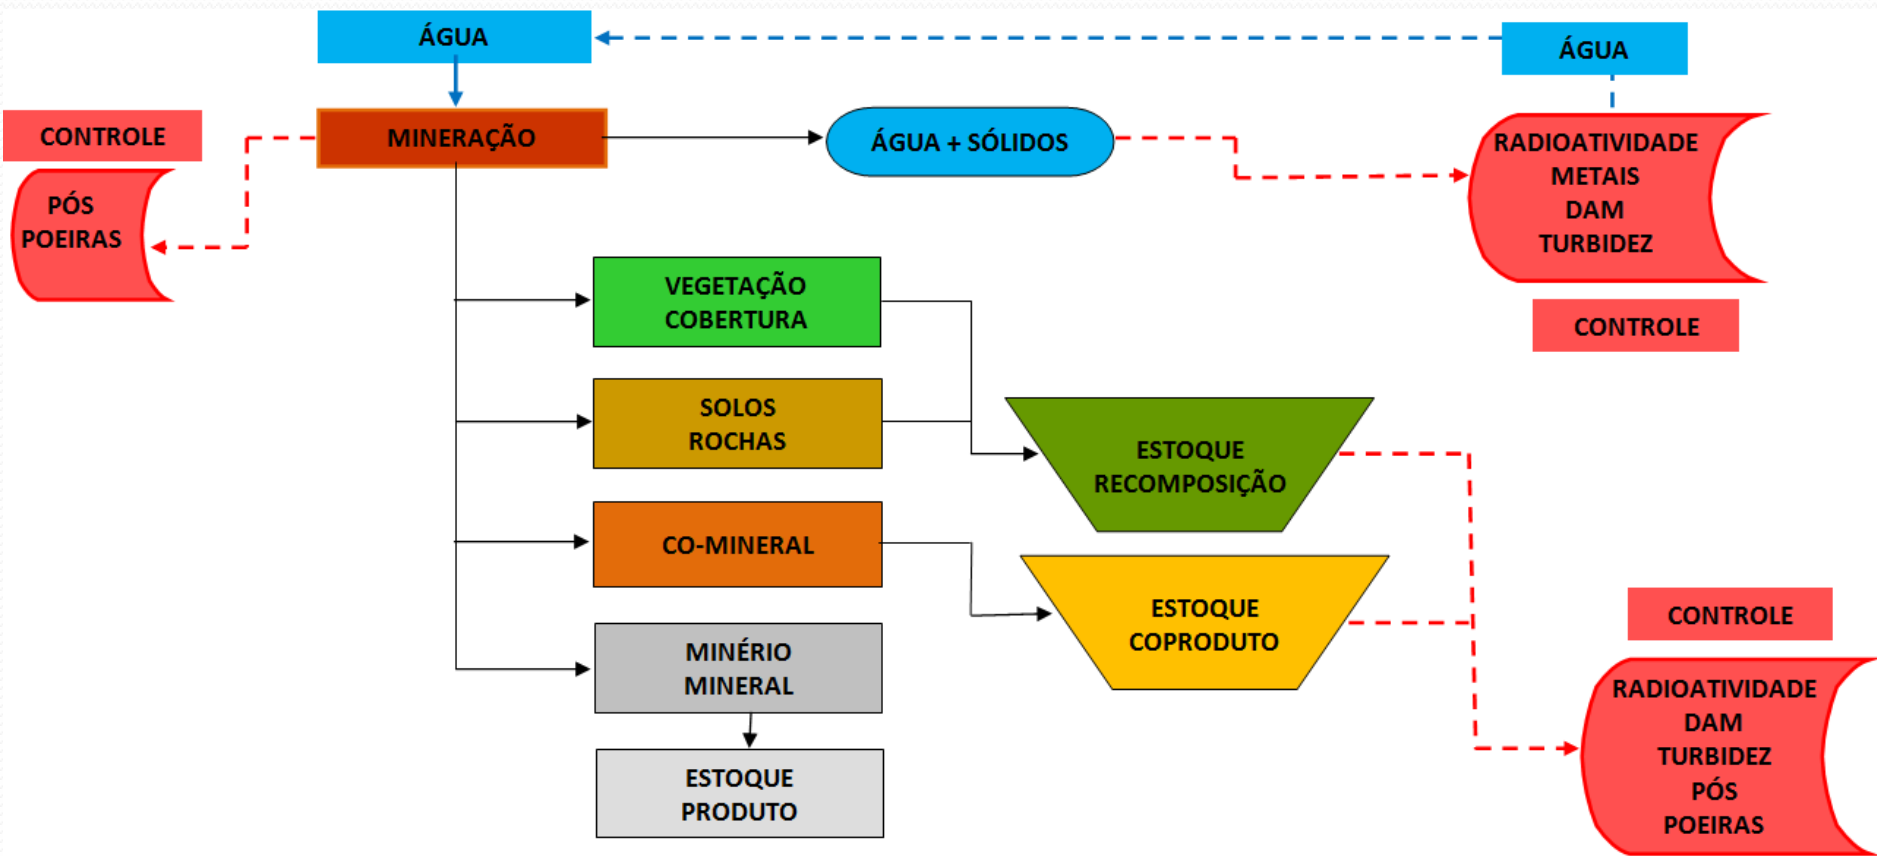 ÁGUA
ÁGUA
CONTROLE
MINERAÇÃO
ÁGUA + SÓLIDOS
RADIOATIVIDADE
METAIS
DAM
TURBIDEZ
PÓS
POEIRAS
CONTROLE
VEGETAÇÃO
COBERTURA
SOLOS
ROCHAS
ESTOQUE
RECOMPOSIÇÃO
CO-MINERAL
ESTOQUE
COPRODUTO
CONTROLE
MINÉRIO
MINERAL
RADIOATIVIDADE
DAM
TURBIDEZ
PÓS
POEIRAS
ESTOQUE
PRODUTO